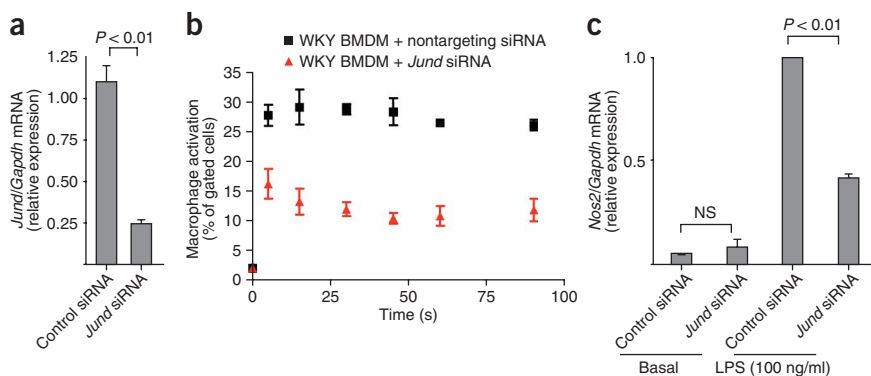 a
P < 0.01
1.25
1.00
0.75
0.50
0.25
Jund/Gapdh mRNA
(relative expression)
Control siRNA
Jund siRNA
b
WKY BMDM + nontargeting siRNA
WKY BMDM + Jund siRNA
35
30
25
20
15
10
5
0
Macrophage activation
(% of gated cells)
0 25 50 75 100
Time (s)
c
P < 0.01
1.0
0.5
Nos2/Gapdh mRNA
(relative expression)
NS
Control siRNA
Jund siRNA
Control siRNA
Jund siRNA
Basal
LPS (100 ng/ml)